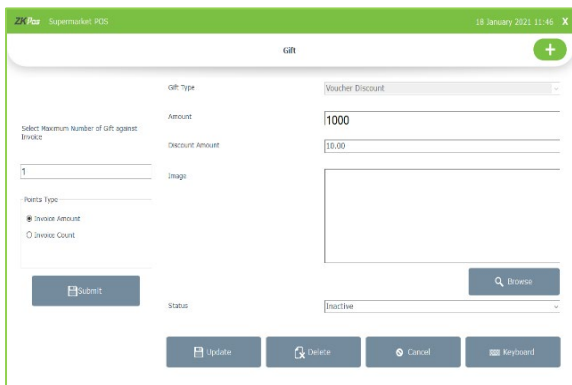 ZKPos Supermarket POS
18 January 2021 11:46 X
Gift
+
Gift Type
Voucher Discount
Amount
1000
Select Maximum Number of Gift against
Invoice
Discount Amount
10.00
1
Image
Points Type
Invoice Amount
Invoice Count
Submit
Browse
Status
Inactive
Update
Delete
Cancel
Keyboard